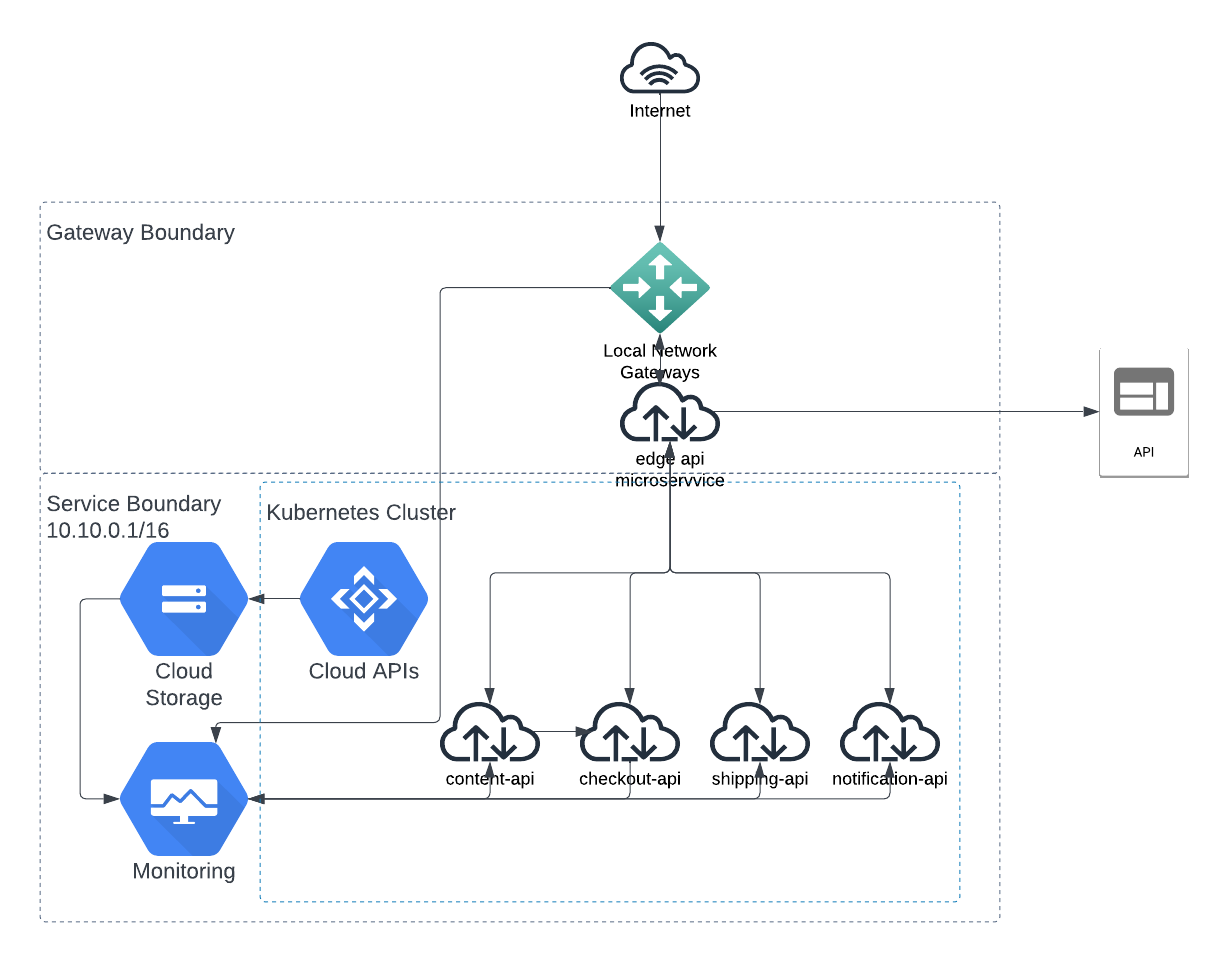 Internet
Gateway Boundary
Local Network
Gateways
edge api
microservvice
API
Service Boundary
10.10.0.1/16
Kubernetes Cluster
Cloud
Storage
Cloud APIs
content-api
checkout-api
shipping-api
notification-api
Monitoring